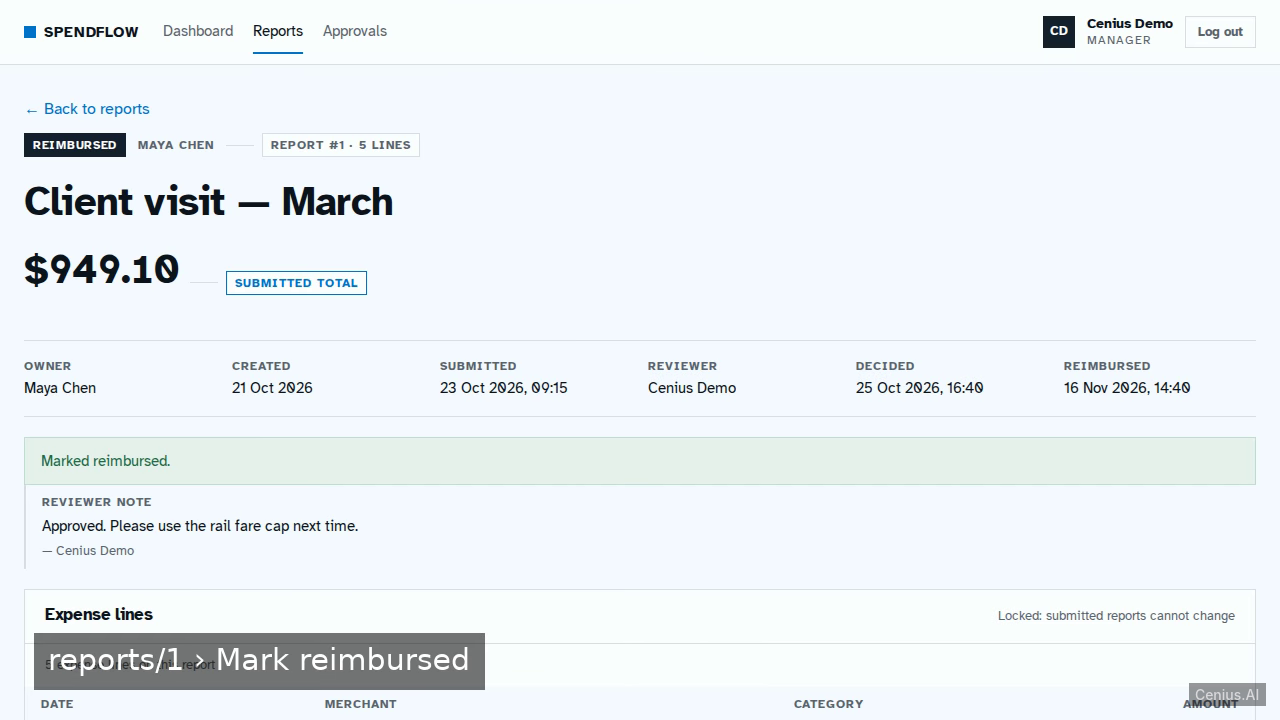 SPENDFLOW Dashboard Reports Approvals CD Cenius Demo MANAGER Log out
← Back to reports
REIMBURSED MAYA CHEN REPORT #1 · 5 LINES
Client visit — March
$949.10 SUBMITTED TOTAL
OWNER CREATED SUBMITTED REVIEWER DECIDED REIMBURSED
Maya Chen 21 Oct 2026 23 Oct 2026, 09:15 Cenius Demo 25 Oct 2026, 16:40 16 Nov 2026, 14:40
Marked reimbursed.
REVIEWER NOTE
Approved. Please use the rail fare cap next time.
— Cenius Demo
Expense lines Locked: submitted reports cannot change
reports/1 › Mark reimbursed
Cenius.AI
DATE MERCHANT CATEGORY AMOUNT